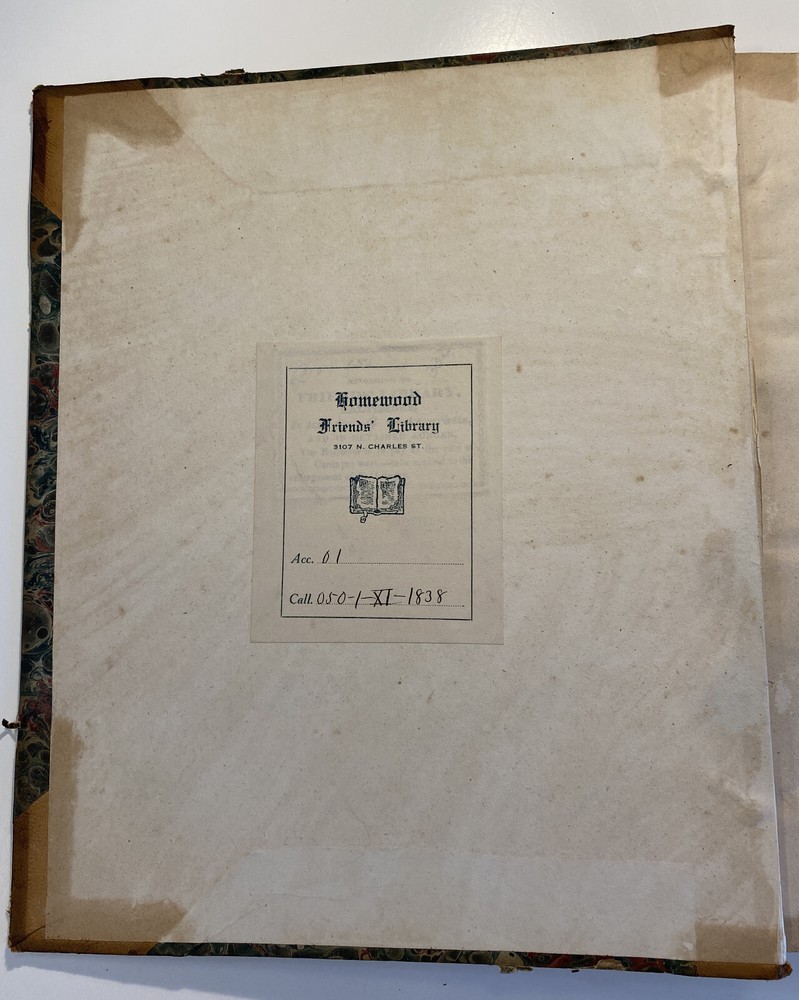 Homewood
Friends' Library
3107 N. CHARLES ST.
Acc. 01
Call. 050-1-XI-1838